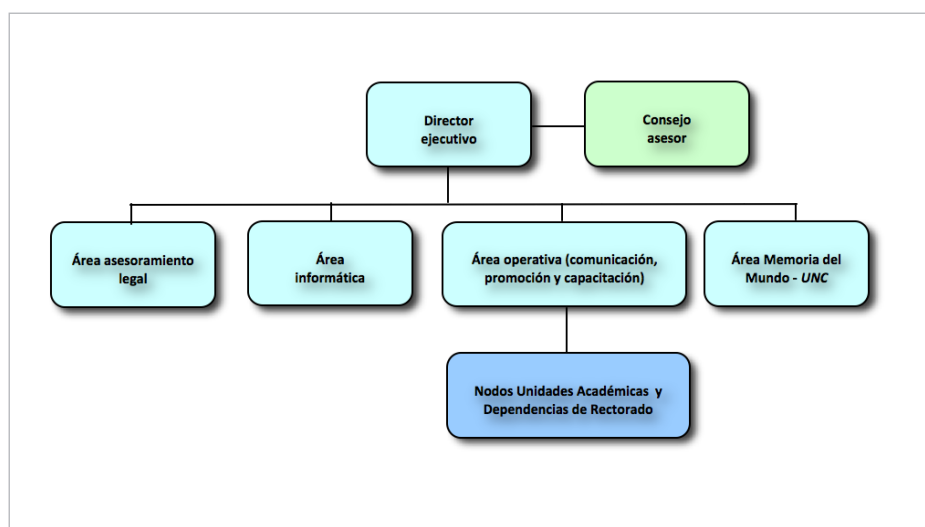 Director
ejecutivo
Consejo
asesor
Área asesoramiento
legal
Área
informática
Área operativa (comunicación,
promoción y capacitación)
Área Memoria del
Mundo - UNC
Nodos Unidades Académicas y
Dependencias de Rectorado